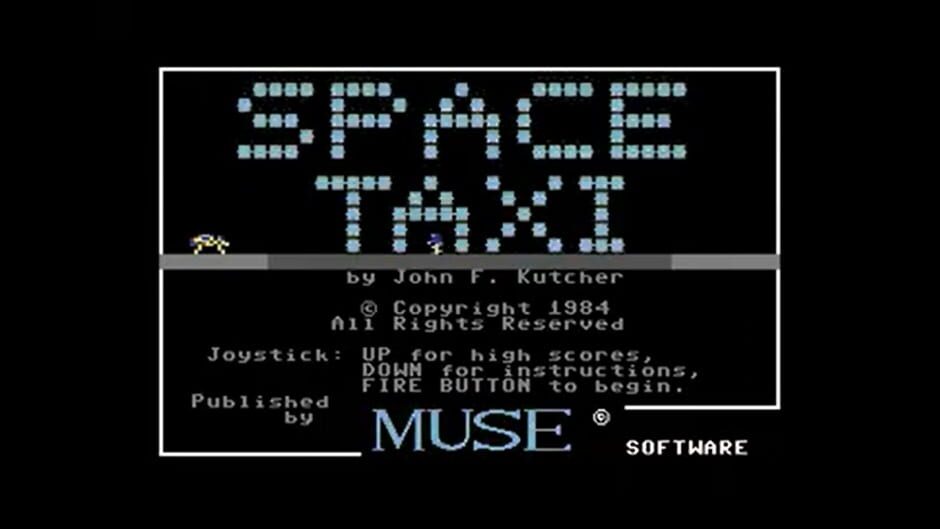 SPACE
TAXI
by John F. Kutcher
© Copyright 1984
All Rights Reserved
Joystick: UP for high scores,
DOWN for instructions,
FIRE BUTTON to begin.
Published
by
MUSE ©
SOFTWARE